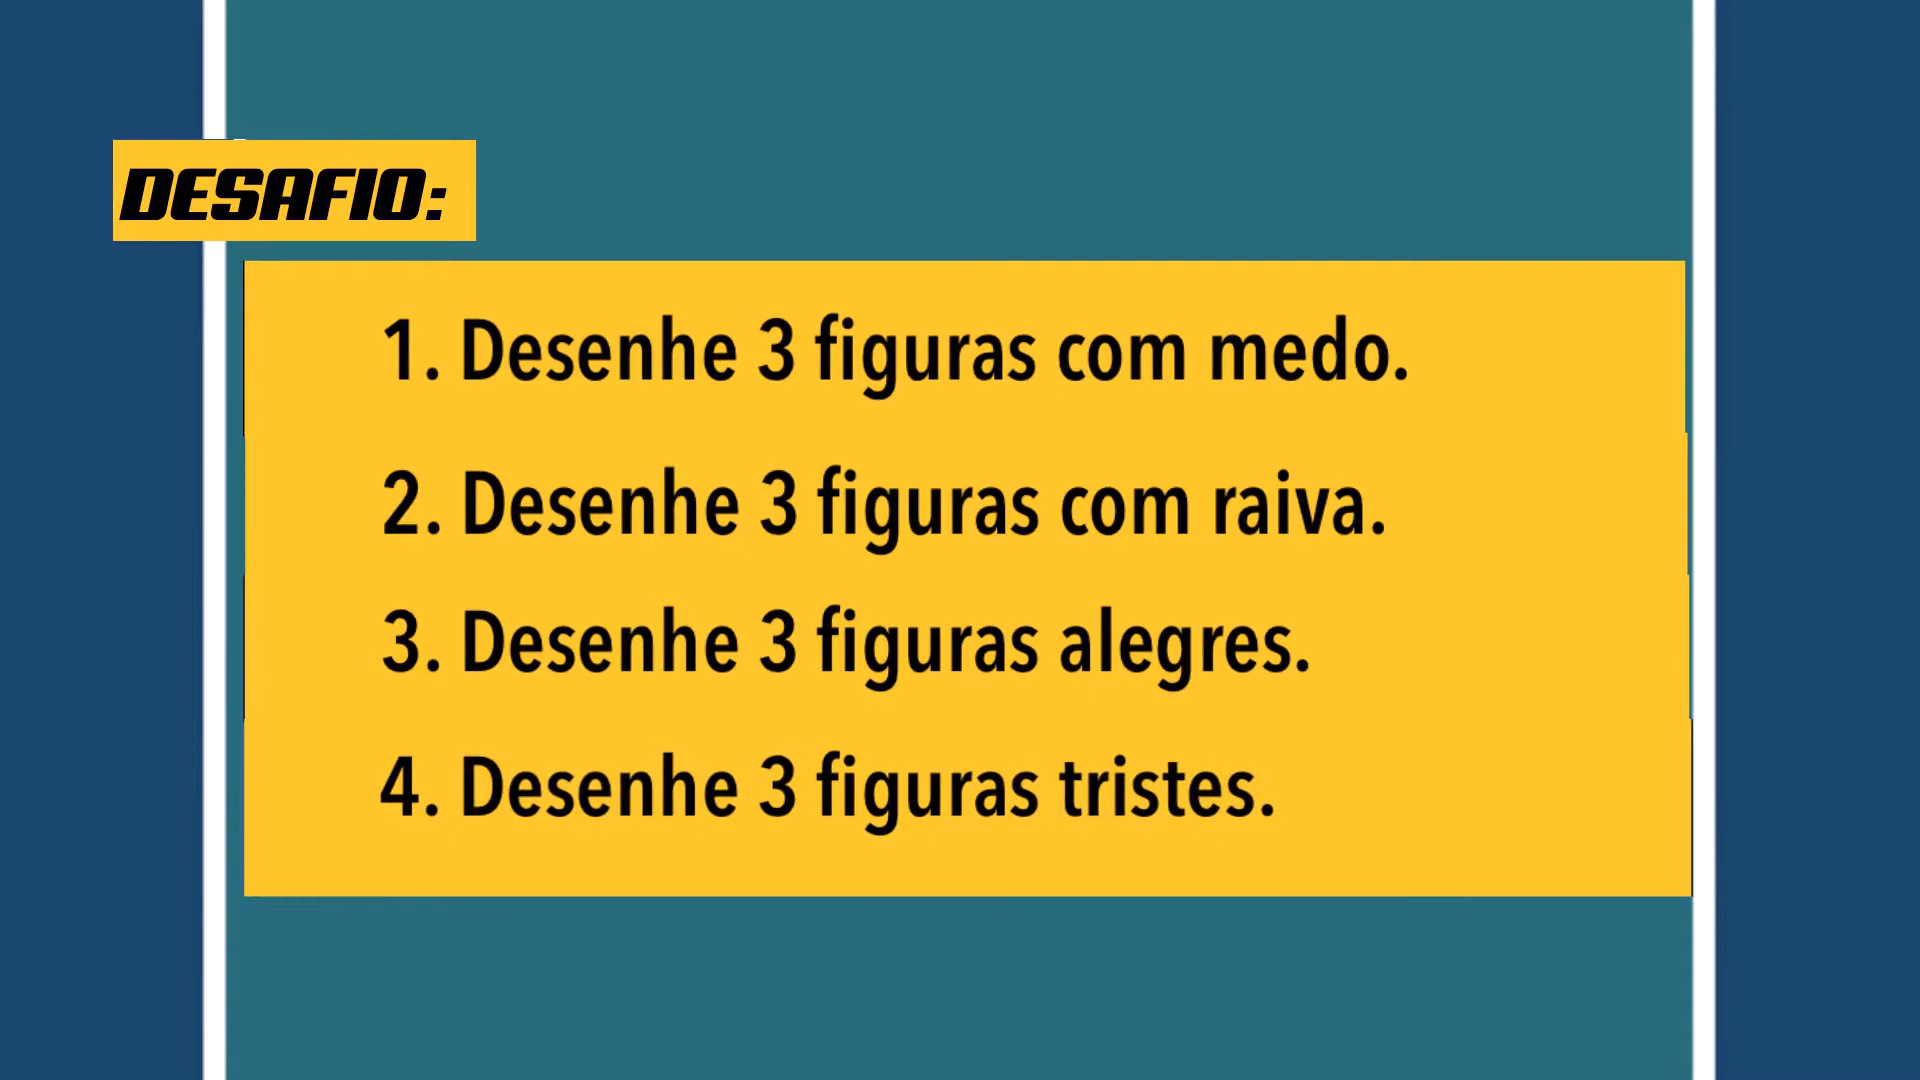 DESAFIO:
1. Desenhe 3 figuras com medo.
2. Desenhe 3 figuras com raiva.
3. Desenhe 3 figuras alegres.
4. Desenhe 3 figuras tristes.